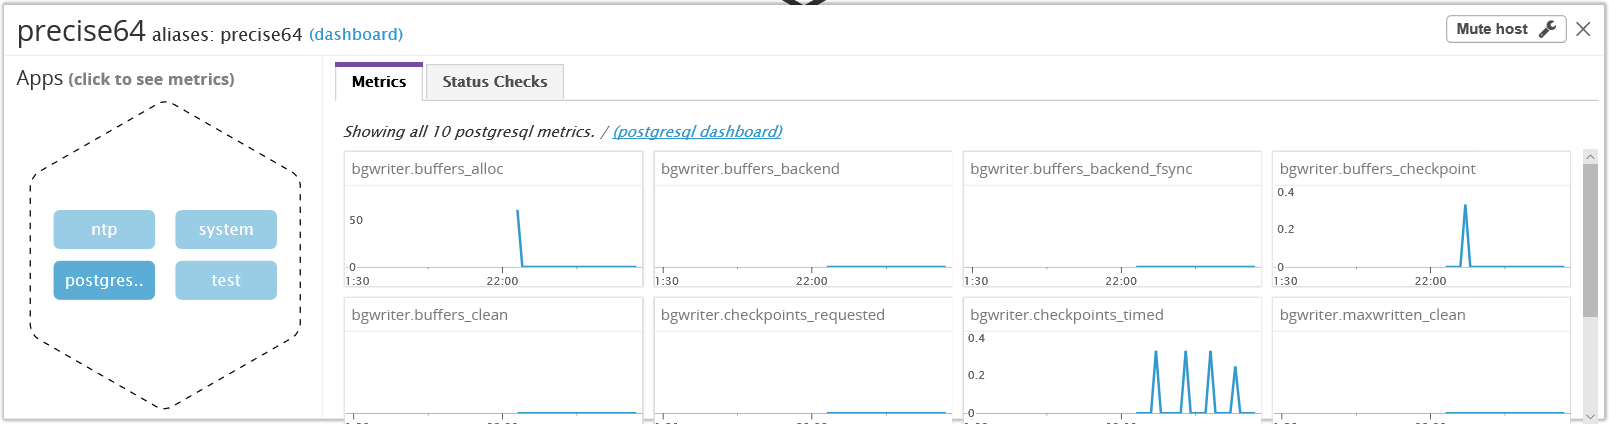 precise64 aliases: precise64 (dashboard)
Mute host
Apps (click to see metrics)
Metrics
Status Checks
Showing all 10 postgresql metrics. / (postgresql dashboard)
ntp
system
postgres..
test
bgwriter.buffers_alloc
50
0
1:30
22:00
bgwriter.buffers_backend
1:30
22:00
bgwriter.buffers_backend_fsync
1:30
22:00
bgwriter.buffers_checkpoint
0.4
0.2
0
1:30
22:00
bgwriter.buffers_clean
bgwriter.checkpoints_requested
bgwriter.checkpoints_timed
0.4
0.2
0
bgwriter.maxwritten_clean